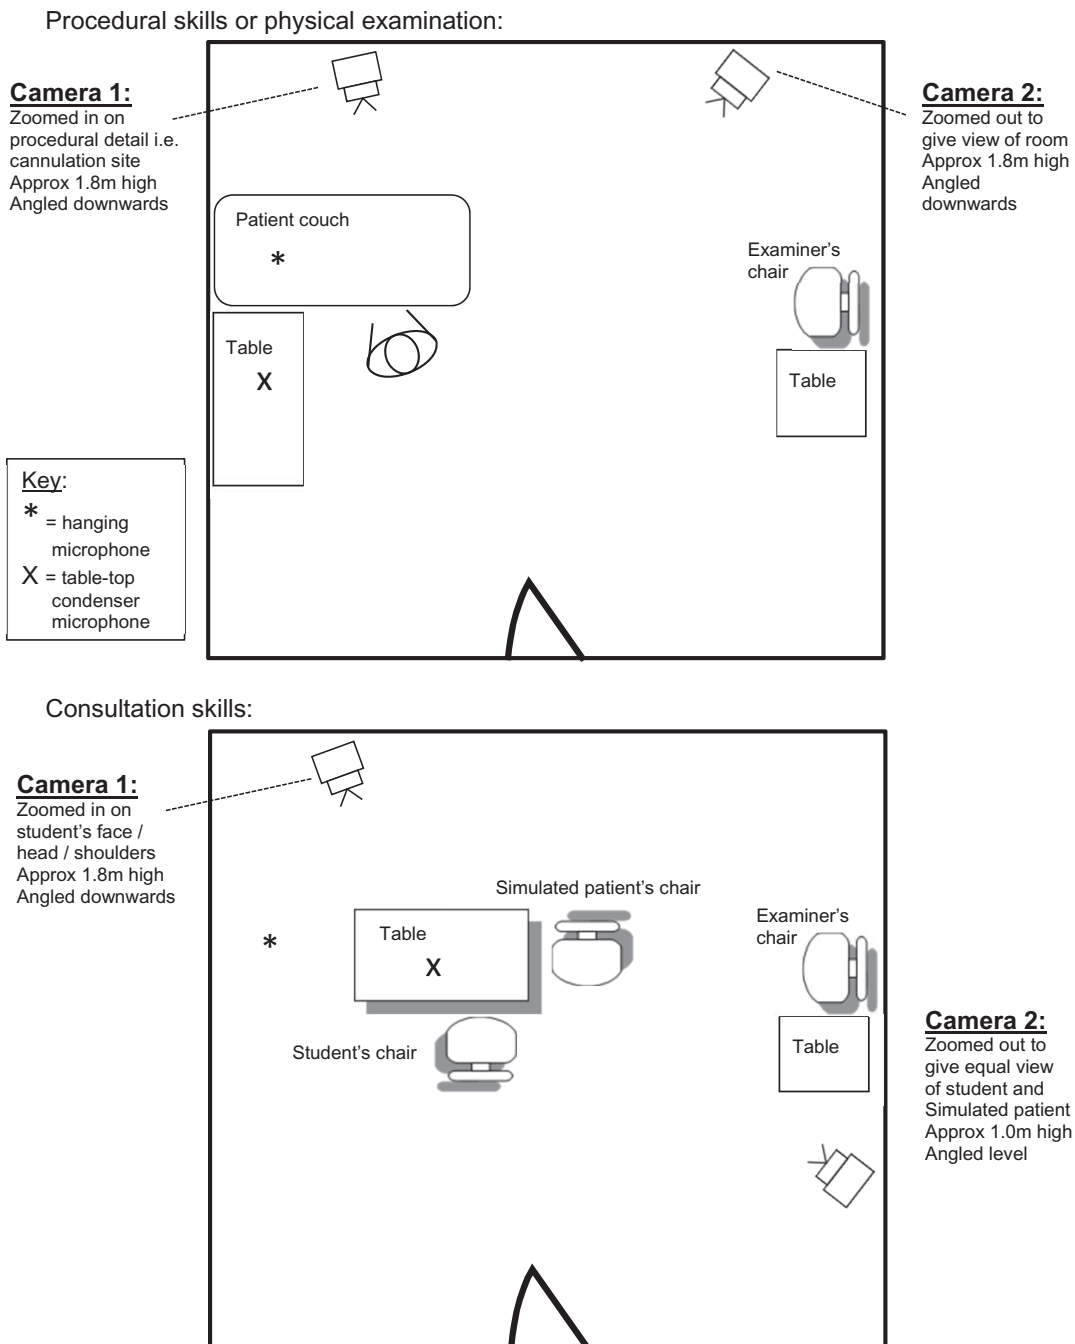 Procedural skills or physical examination:
Camera 1:
Zoomed in on
procedural detail i.e.
cannulation site
Approx 1.8m high
Angled downwards
Camera 2:
Zoomed out to
give view of room
Approx 1.8m high
Angled
downwards
Patient couch
*
Examiner's
chair
Table
X
Table
Key:
* = hanging
microphone
X = table-top
condenser
microphone
Consultation skills:
Camera 1:
Zoomed in on
student's face /
head / shoulders
Approx 1.8m high
Angled downwards
Simulated patient's chair
Examiner's
chair
*
Table
X
Student's chair
Table
Camera 2:
Zoomed out to
give equal view
of student and
Simulated patient
Approx 1.0m high
Angled level